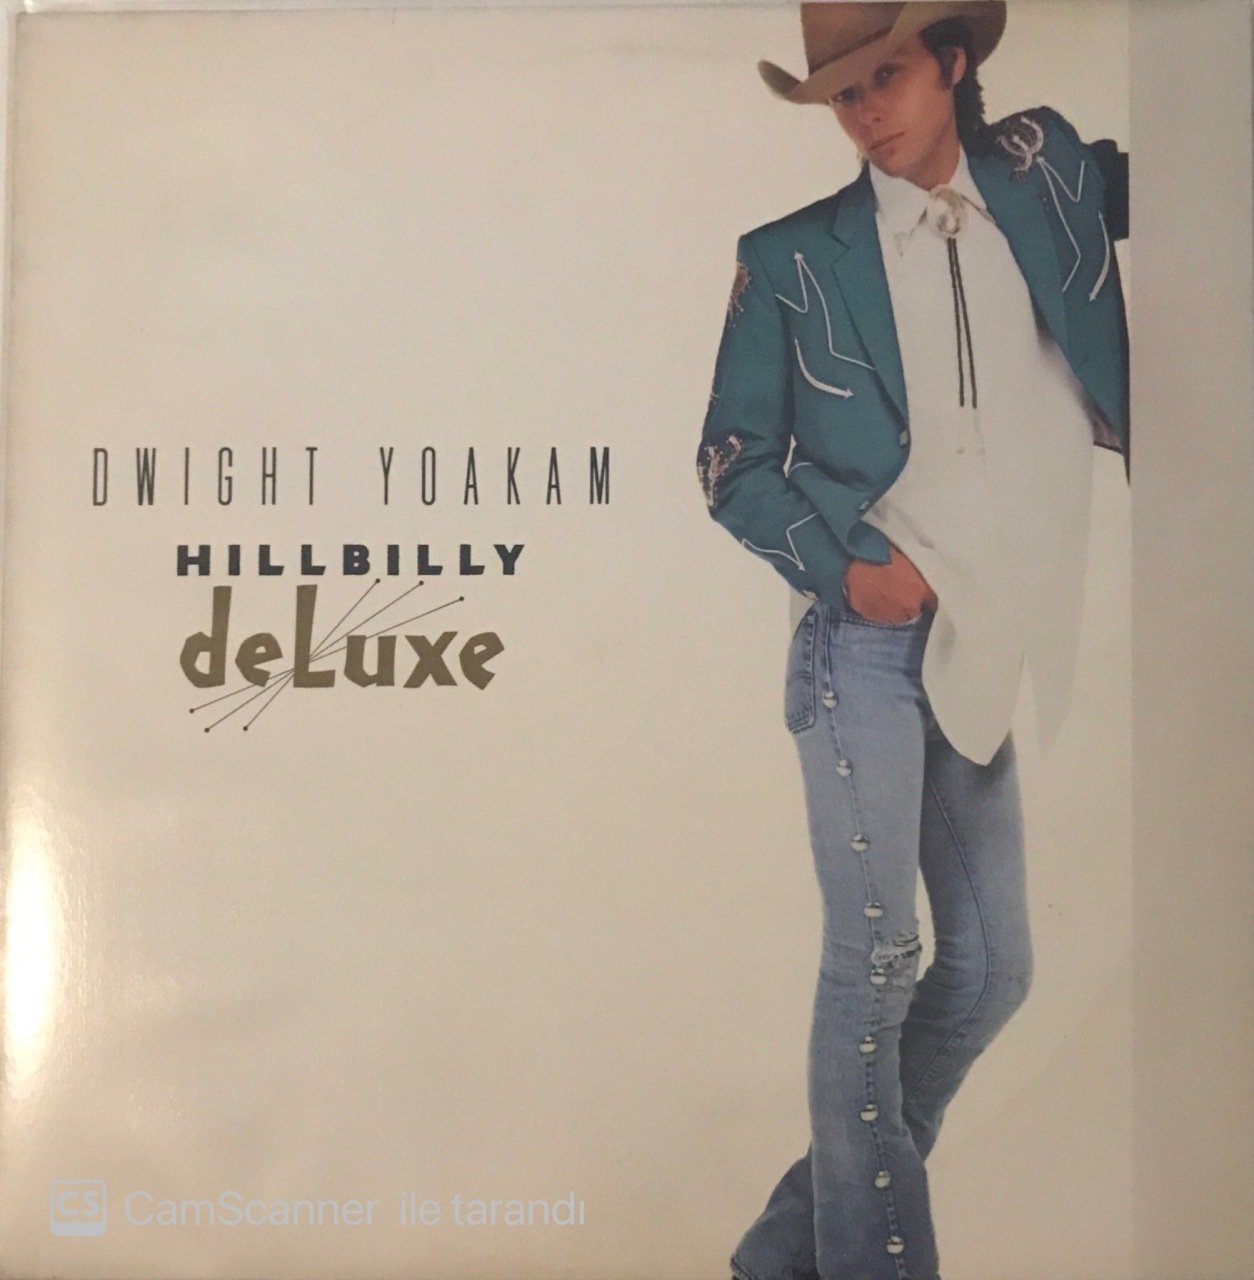 DWIGHT YOAKAM
HILLBILLY
deLuxe
CS CamScanner ile tarandı